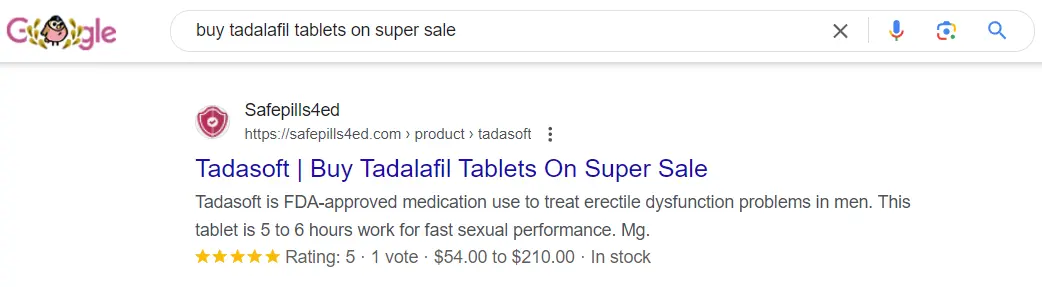 Google buy tadalafil tablets on super sale
Safepills4ed
https://safepills4ed.com › product › tadasoft
Tadasoft | Buy Tadalafil Tablets On Super Sale
Tadasoft is FDA-approved medication use to treat erectile dysfunction problems in men. This
tablet is 5 to 6 hours work for fast sexual performance. Mg.
Rating: 5 · 1 vote · $54.00 to $210.00 · In stock